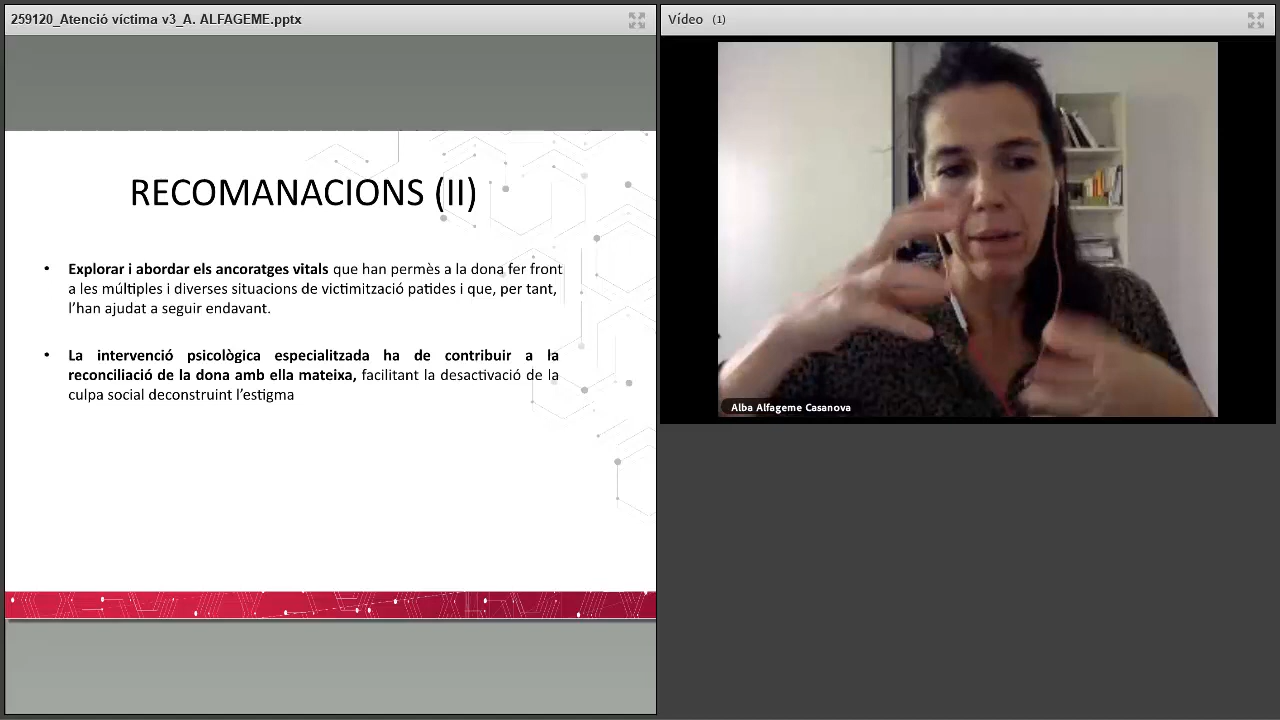 259120_Atenció víctima v3_A. ALFAGEME.pptx
Vídeo (1)
RECOMANACIONS (II)
• Explorar i abordar els ancoratges vitals que han permès a la dona fer front
a les múltiples i diverses situacions de victimització patides i que, per tant,
l’han ajudat a seguir endavant.
• La intervenció psicològica especialitzada ha de contribuir a la
reconciliació de la dona amb ella mateixa, facilitant la desactivació de la
culpa social deconstruint l’estigma
Alba Alfageme Casanova